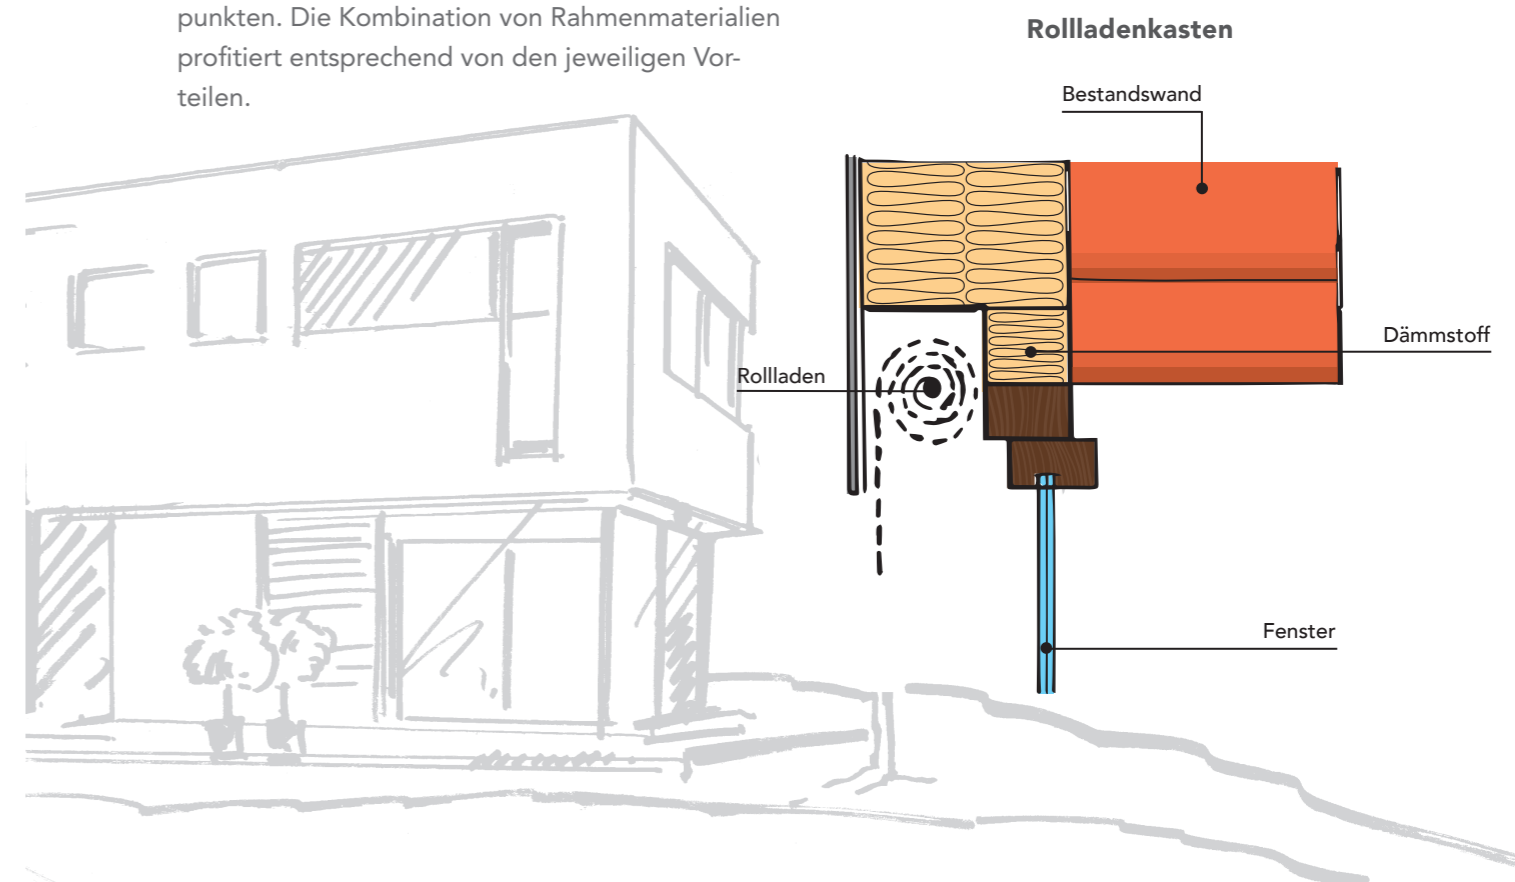 punkten. Die Kombination von Rahmenmaterialien
profitiert entsprechend von den jeweiligen Vor-
teilen.
Rollladenkasten
Bestandswand
Dämmstoff
Rollladen
Fenster